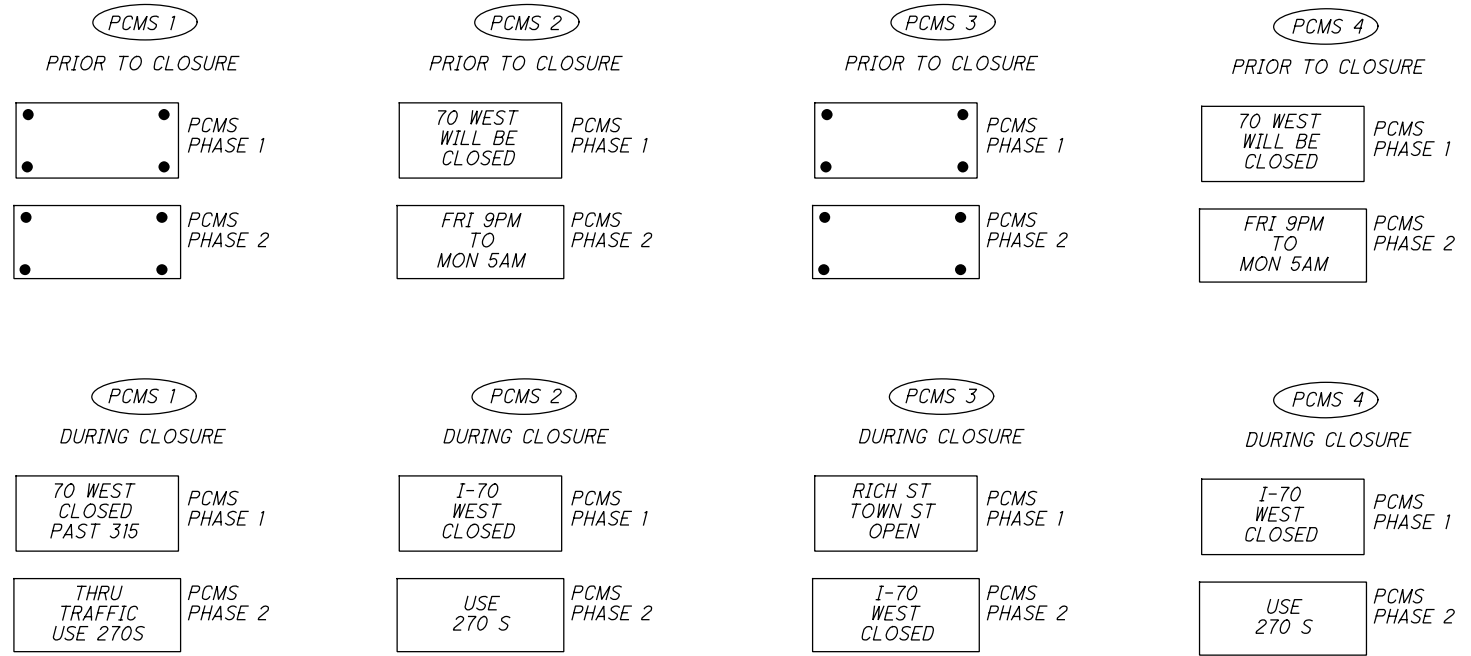 PCMS 1
PRIOR TO CLOSURE
PCMS
PHASE 1
PCMS
PHASE 2
PCMS 2
PRIOR TO CLOSURE
70 WEST
WILL BE
CLOSED
PCMS
PHASE 1
FRI 9PM
TO
MON 5AM
PCMS
PHASE 2
PCMS 3
PRIOR TO CLOSURE
PCMS
PHASE 1
PCMS
PHASE 2
PCMS 4
PRIOR TO CLOSURE
70 WEST
WILL BE
CLOSED
PCMS
PHASE 1
FRI 9PM
TO
MON 5AM
PCMS
PHASE 2
PCMS 1
DURING CLOSURE
70 WEST
CLOSED
PAST 315
PCMS
PHASE 1
THRU
TRAFFIC
USE 270S
PCMS
PHASE 2
PCMS 2
DURING CLOSURE
I-70
WEST
CLOSED
PCMS
PHASE 1
USE
270 S
PCMS
PHASE 2
PCMS 3
DURING CLOSURE
RICH ST
TOWN ST
OPEN
PCMS
PHASE 1
I-70
WEST
CLOSED
PCMS
PHASE 2
PCMS 4
DURING CLOSURE
I-70
WEST
CLOSED
PCMS
PHASE 1
USE
270 S
PCMS
PHASE 2